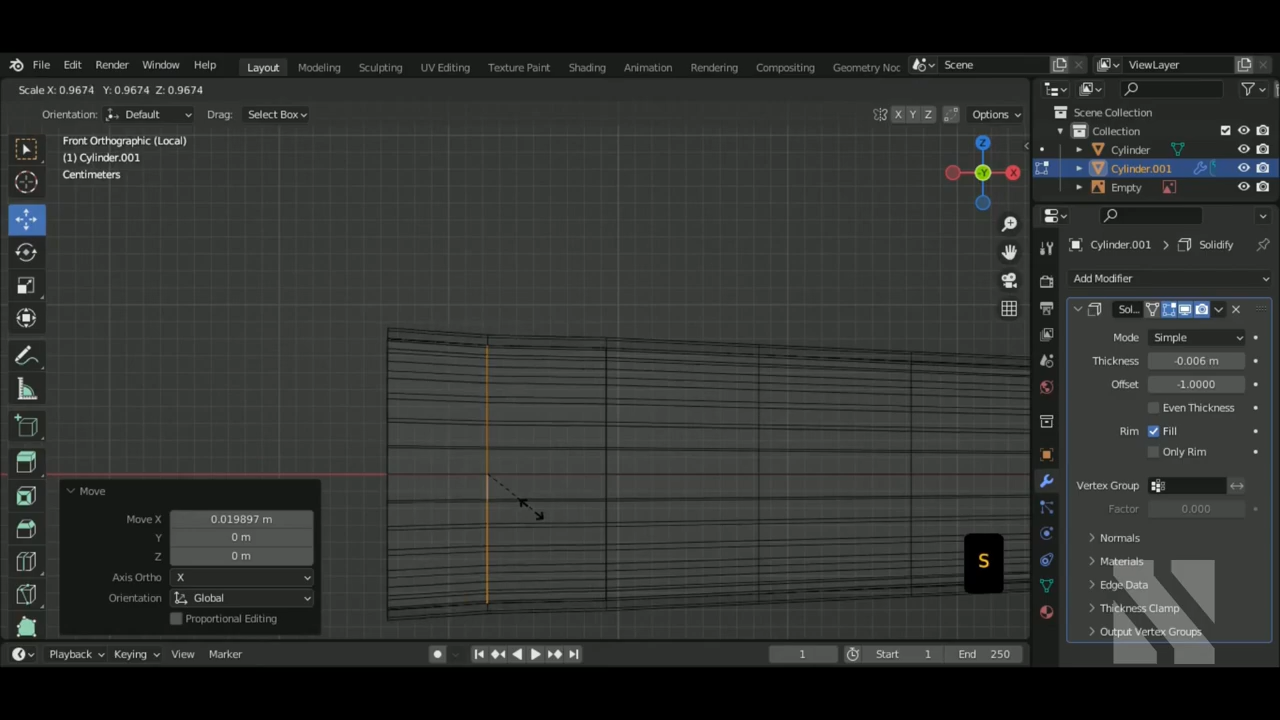 File Edit Render Window Help Layout Modeling Sculpting UV Editing Texture Paint Shading Animation Rendering Compositing Geometry Noc Scene ViewLayer
Scale X: 0.9674 Y: 0.9674 Z: 0.9674
Orientation: Default Drag: Select Box X Y Z Options
Front Orthographic (Local)
(1) Cylinder.001
Centimeters
Z
-Y
X
Scene Collection
Collection
Cylinder
Cylinder.001
Empty
Cylinder.001 > Solidify
Add Modifier
Sol...
Mode Simple
Thickness -0.006 m
Offset -1.0000
Even Thickness
Rim Fill
Only Rim
Vertex Group
Factor 0.000
Normals
Materials
Edge Data
Thickness Clamp
Output Vertex Groups
Move
Move X 0.019897 m
Y 0 m
Z 0 m
Axis Ortho X
Orientation Global
Proportional Editing
S
Playback Keying View Marker 1 Start 1 End 250